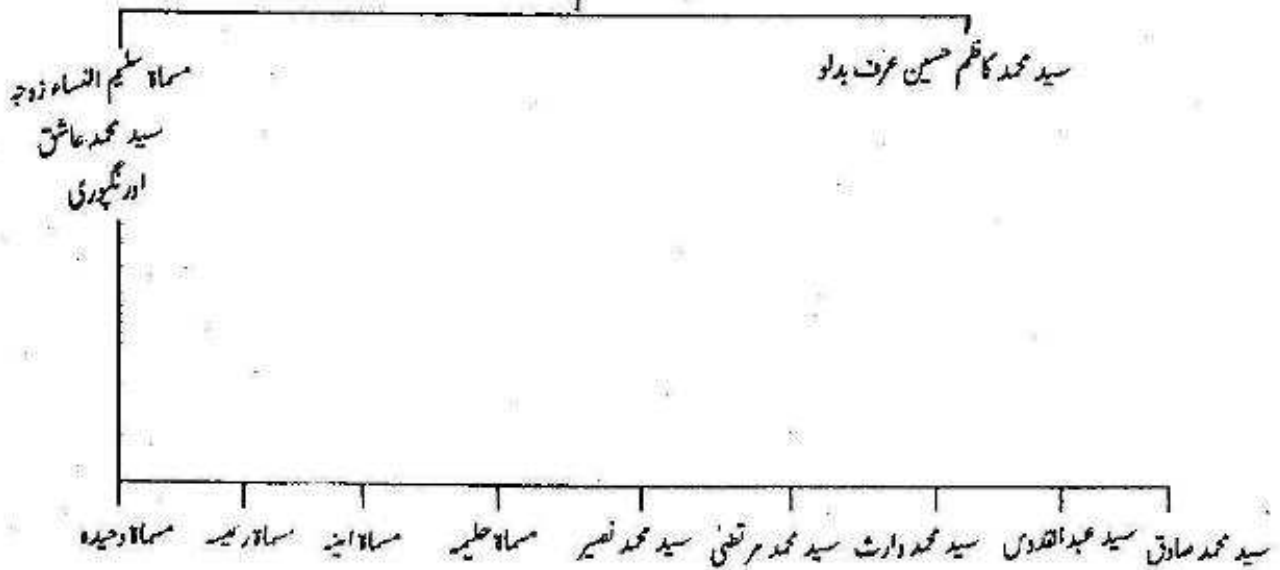 سید محمد کاظم حسین عرف بدلو
مسماۃ سلیم النساء زوجہ
سید محمد عاشق
اورنگپوری
سید محمد صادق
سید عبدالقدوس
سید محمد وارث
سید محمد مرتضیٰ
سید محمد نصیر
مسماۃ حلیمہ
مسماۃ امینہ
مسماۃ رئیسہ
مسماۃ وحیدہ